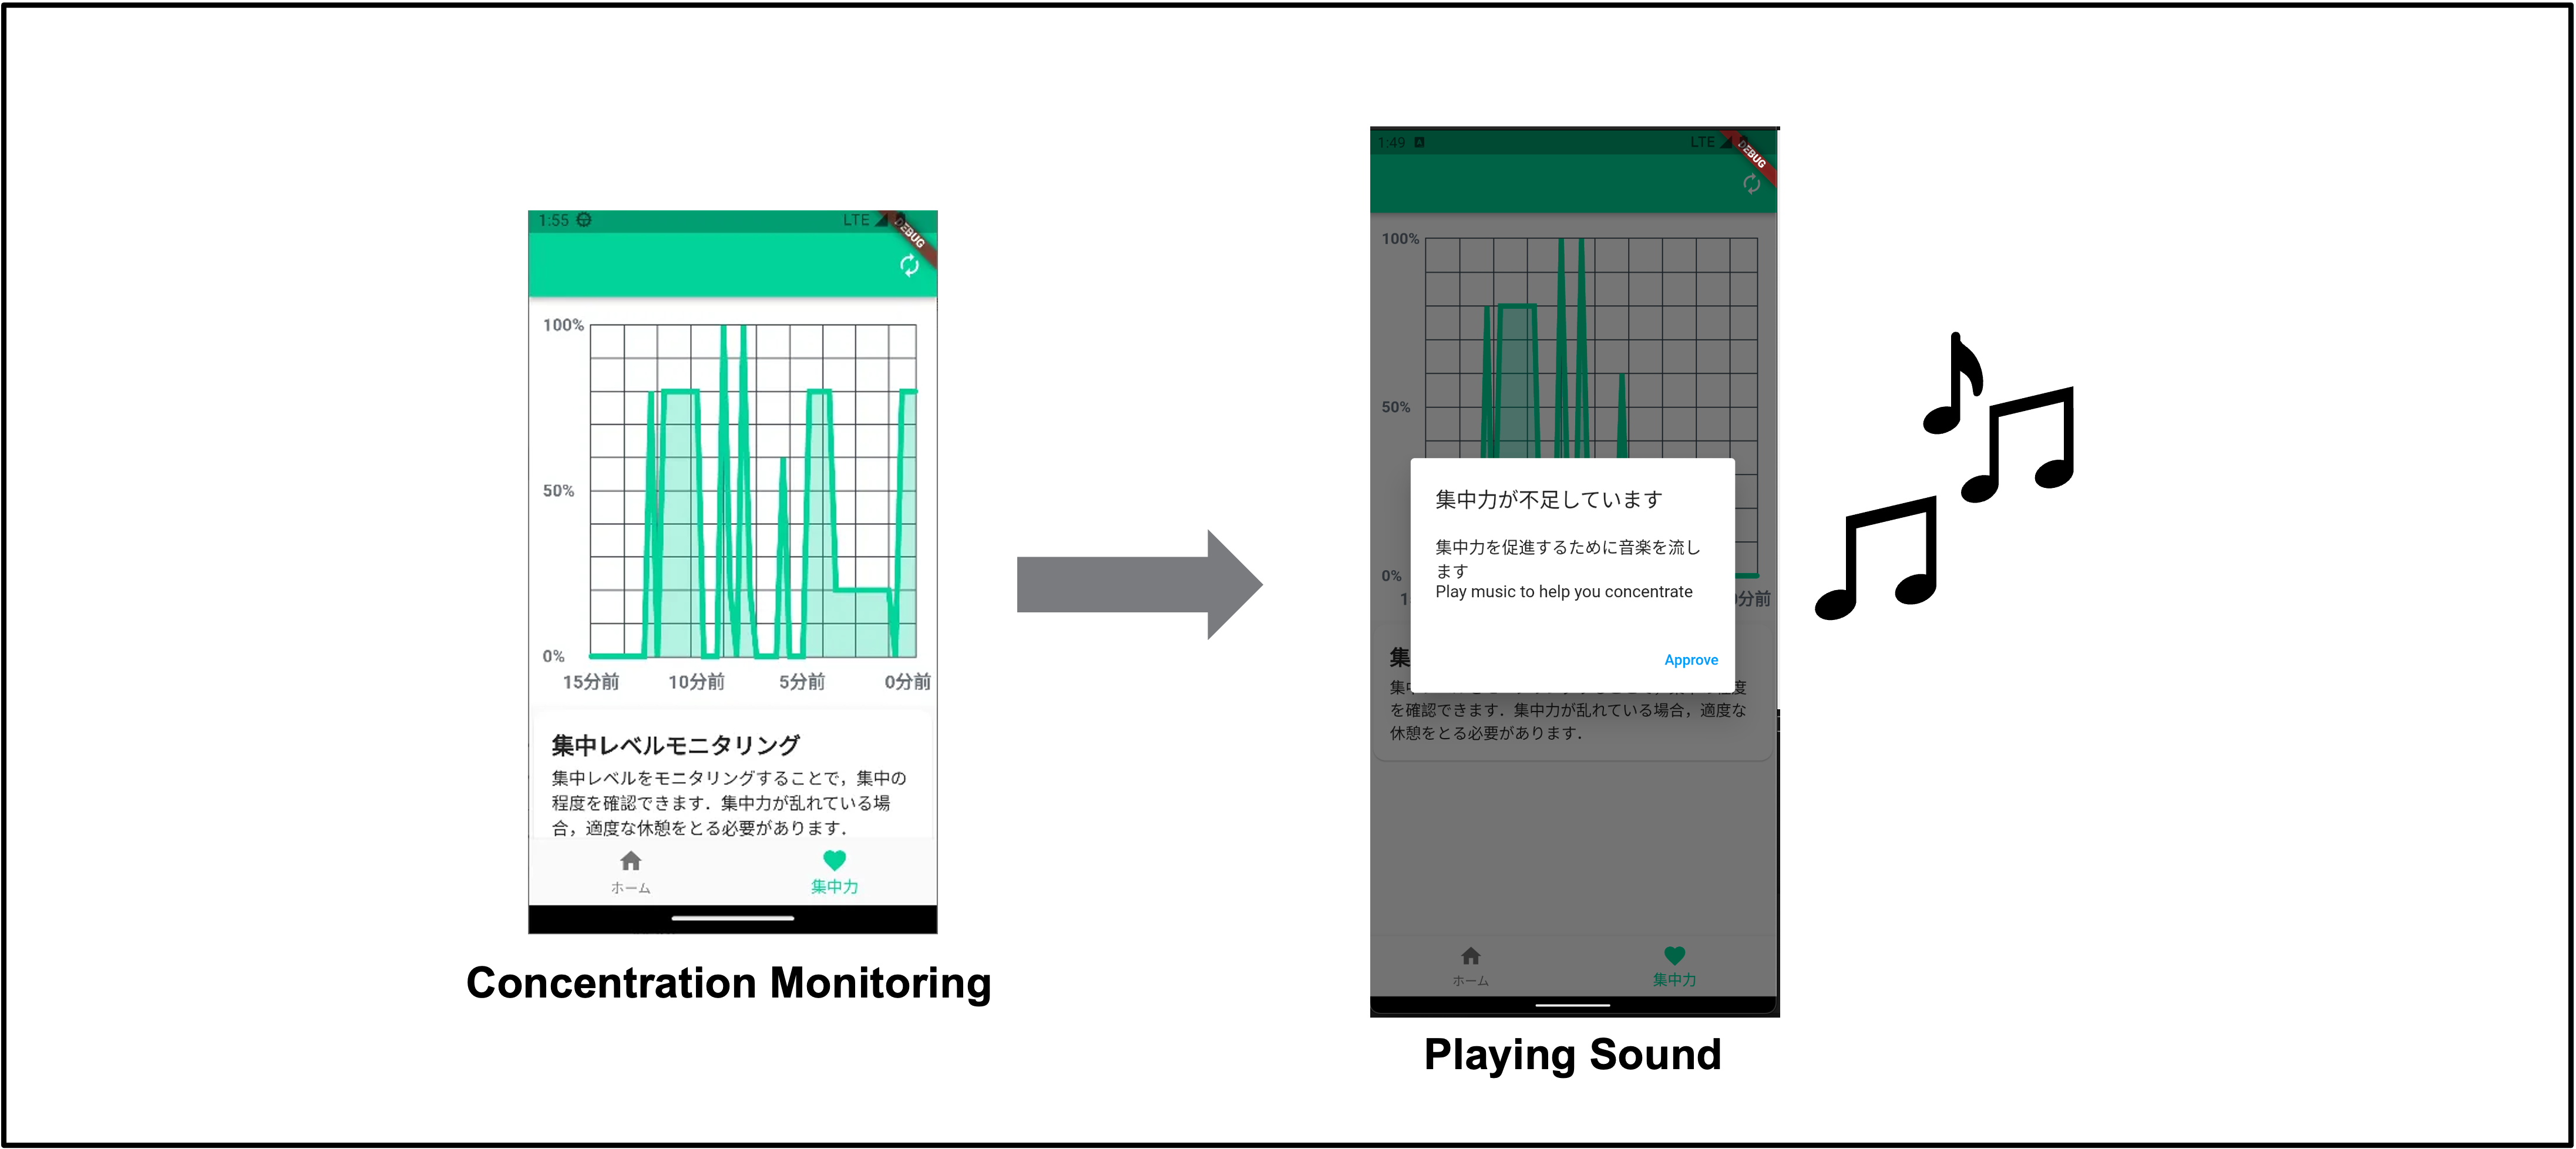 1:55
LTE
DEBUG
100%
50%
0%
15分前
10分前
5分前
0分前
集中レベルモニタリング
集中レベルをモニタリングすることで，集中の
程度を確認できます．集中力が乱れている場
合，適度な休憩をとる必要があります．
ホーム
集中力
Concentration Monitoring
1:49
LTE
DEBUG
100%
50%
0%
分前
集中力が不足しています
集中力を促進するために音楽を流し
ます
Play music to help you concentrate
Approve
集
集
度
を確認できます．集中力が乱れている場合，適度な
休憩をとる必要があります．
ホーム
集中力
Playing Sound